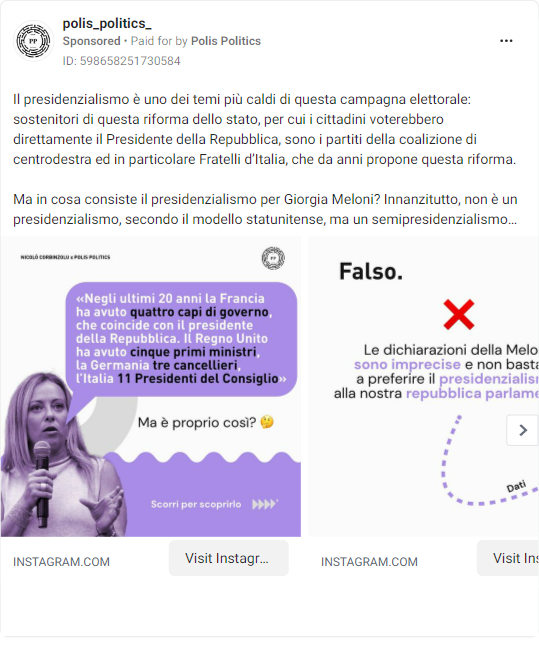 polis_politics_
Sponsored • Paid for by Polis Politics
ID: 598658251730584
Il presidenzialismo è uno dei temi più caldi di questa campagna elettorale:
sostenitori di questa riforma dello stato, per cui i cittadini voterebbero
direttamente il Presidente della Repubblica, sono i partiti della coalizione di
centrodestra ed in particolare Fratelli d'Italia, che da anni propone questa riforma.
Ma in cosa consiste il presidenzialismo per Giorgia Meloni? Innanzitutto, non è un
presidenzialismo, secondo il modello statunitense, ma un semipresidenzialismo...
NICOLÒ CORBINZOLU x POLIS POLITICS
PP
«Negli ultimi 20 anni la Francia
ha avuto quattro capi di governo,
che coincide con il presidente
della Repubblica. Il Regno Unito
ha avuto cinque primi ministri,
la Germania tre cancellieri,
l'Italia 11 Presidenti del Consiglio»
Ma è proprio così? 🤔
Scorri per scoprirlo
INSTAGRAM.COM
Visit Instagr...
Falso.
❌
Le dichiarazioni della Melo
sono imprecise e non basta
a preferire il presidenzialism
alla nostra repubblica parlame
Dati
INSTAGRAM.COM
Visit Ins